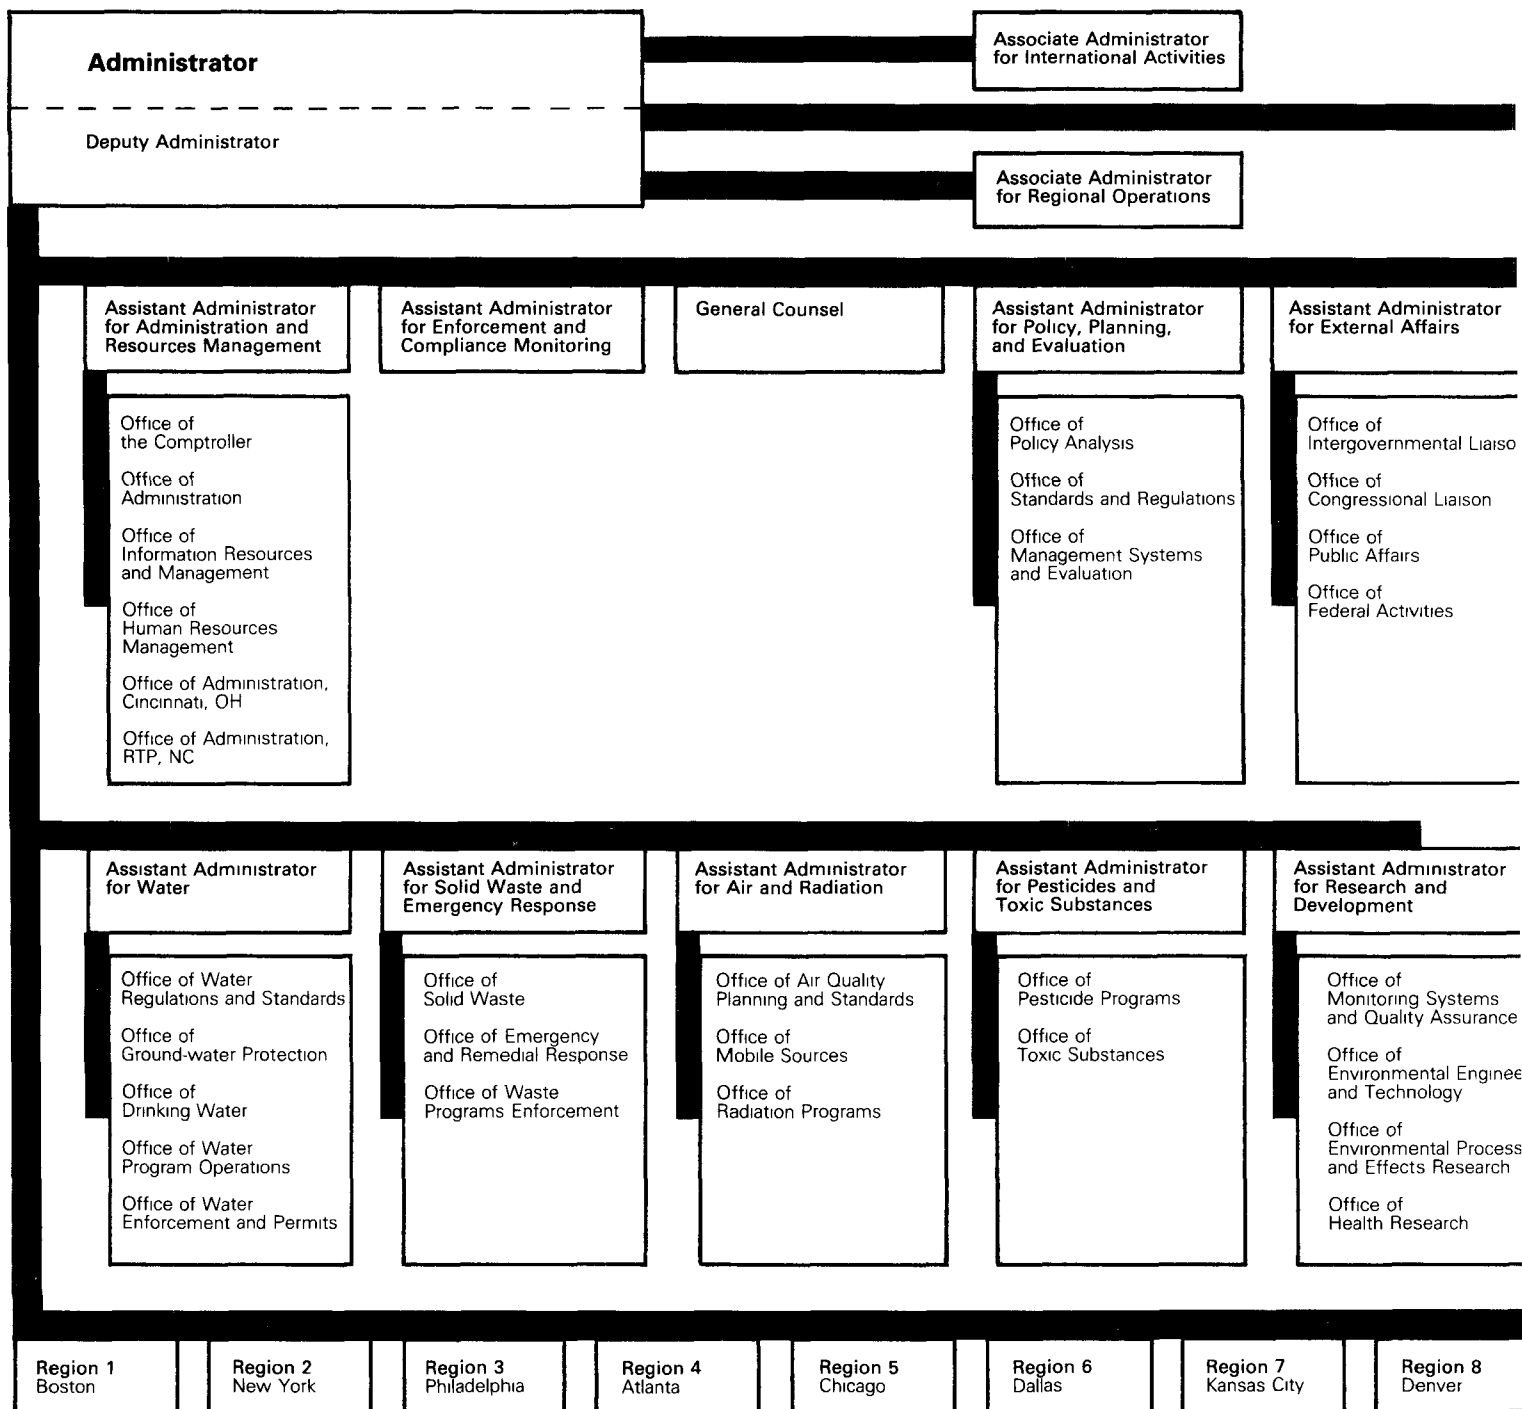 Administrator
Deputy Administrator
Associate Administrator
for International Activities
Associate Administrator
for Regional Operations
Assistant Administrator
for Administration and
Resources Management
Office of
the Comptroller
Office of
Administration
Office of
Information Resources
and Management
Office of
Human Resources
Management
Office of Administration,
Cincinnati, OH
Office of Administration,
RTP, NC
Assistant Administrator
for Enforcement and
Compliance Monitoring
General Counsel
Assistant Administrator
for Policy, Planning,
and Evaluation
Office of
Policy Analysis
Office of
Standards and Regulations
Office of
Management Systems
and Evaluation
Assistant Administrator
for External Affairs
Office of
Intergovernmental Liaiso
Office of
Congressional Liaison
Office of
Public Affairs
Office of
Federal Activities
Assistant Administrator
for Water
Office of Water
Regulations and Standards
Office of
Ground-water Protection
Office of
Drinking Water
Office of Water
Program Operations
Office of Water
Enforcement and Permits
Assistant Administrator
for Solid Waste and
Emergency Response
Office of
Solid Waste
Office of Emergency
and Remedial Response
Office of Waste
Programs Enforcement
Assistant Administrator
for Air and Radiation
Office of Air Quality
Planning and Standards
Office of
Mobile Sources
Office of
Radiation Programs
Assistant Administrator
for Pesticides and
Toxic Substances
Office of
Pesticide Programs
Office of
Toxic Substances
Assistant Administrator
for Research and
Development
Office of
Monitoring Systems
and Quality Assurance
Office of
Environmental Enginee
and Technology
Office of
Environmental Process
and Effects Research
Office of
Health Research
Region 1
Boston
Region 2
New York
Region 3
Philadelphia
Region 4
Atlanta
Region 5
Chicago
Region 6
Dallas
Region 7
Kansas City
Region 8
Denver